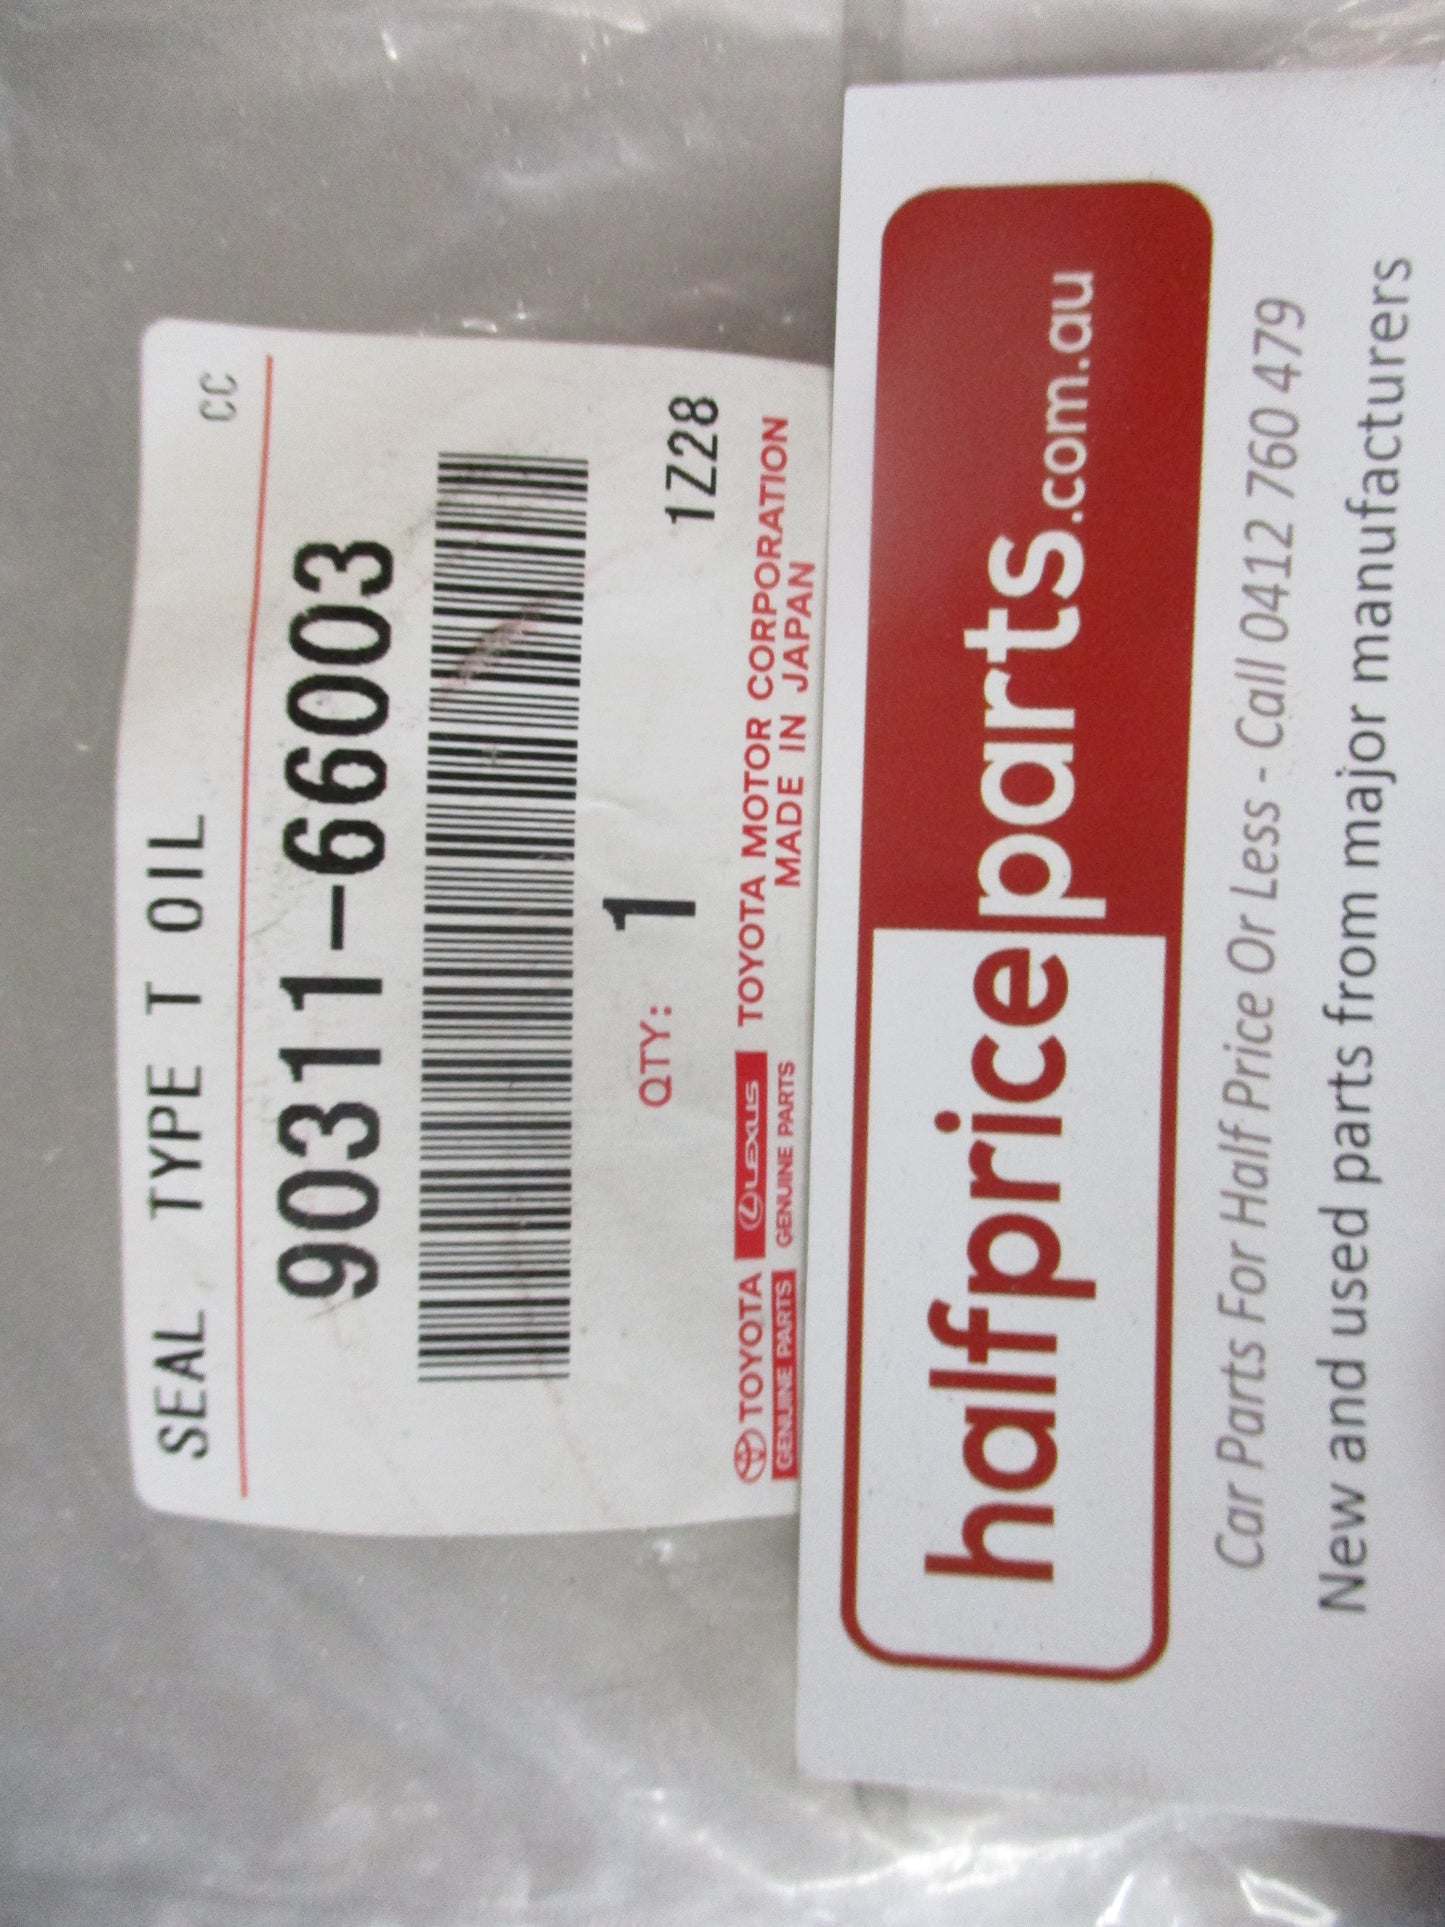 SEAL TYPE T OIL
CC
90311-66003
QTY: 1
1Z28
TOYOTA LEXUS TOYOTA MOTOR CORPORATION
GENUINE PARTS GENUINE PARTS MADE IN JAPAN
halfpriceparts.com.au
Car Parts For Half Price Or Less - Call 0412 760 479
New and used parts from major manufacturers